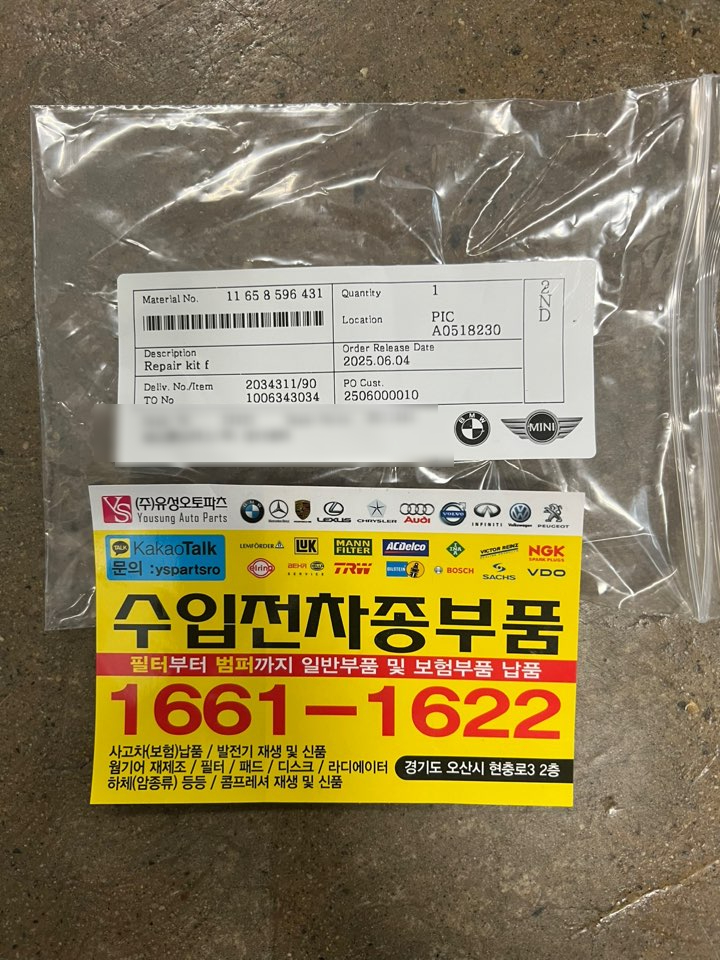 Material No. 11 65 8 596 431
Quantity 1
2ND
Location PIC
A0518230
Description
Repair kit f
Order Release Date
2025.06.04
Deliv. No./Item 2034311/90
TO No 1006343034
PO Cust.
2506000010
BMW
MINI
YS (주)유성오토파츠
Yousung Auto Parts
LEXUS
CHRYSLER
Audi
VOLVO
INFINITI
Volkswagen
PEUGEOT
TALK KakaoTalk
문의 :yspartsro
LEMFÖRDER
LUK
MANN FILTER
ACDelco
INA
VICTOR REINZ
NGK
SPARK PLUGS
elring
BEHR
SERVICE
TRW
BILSTEIN
BOSCH
SACHS
VDO
수입전차종부품
필터부터 범퍼까지 일반부품 및 보험부품 납품
1661-1622
사고차(보험)납품 / 발전기 재생 및 신품
웜기어 재제조 / 필터 / 패드 / 디스크 / 라디에이터
하체(암종류) 등등 / 콤프레셔 재생 및 신품
경기도 오산시 현충로3 2층